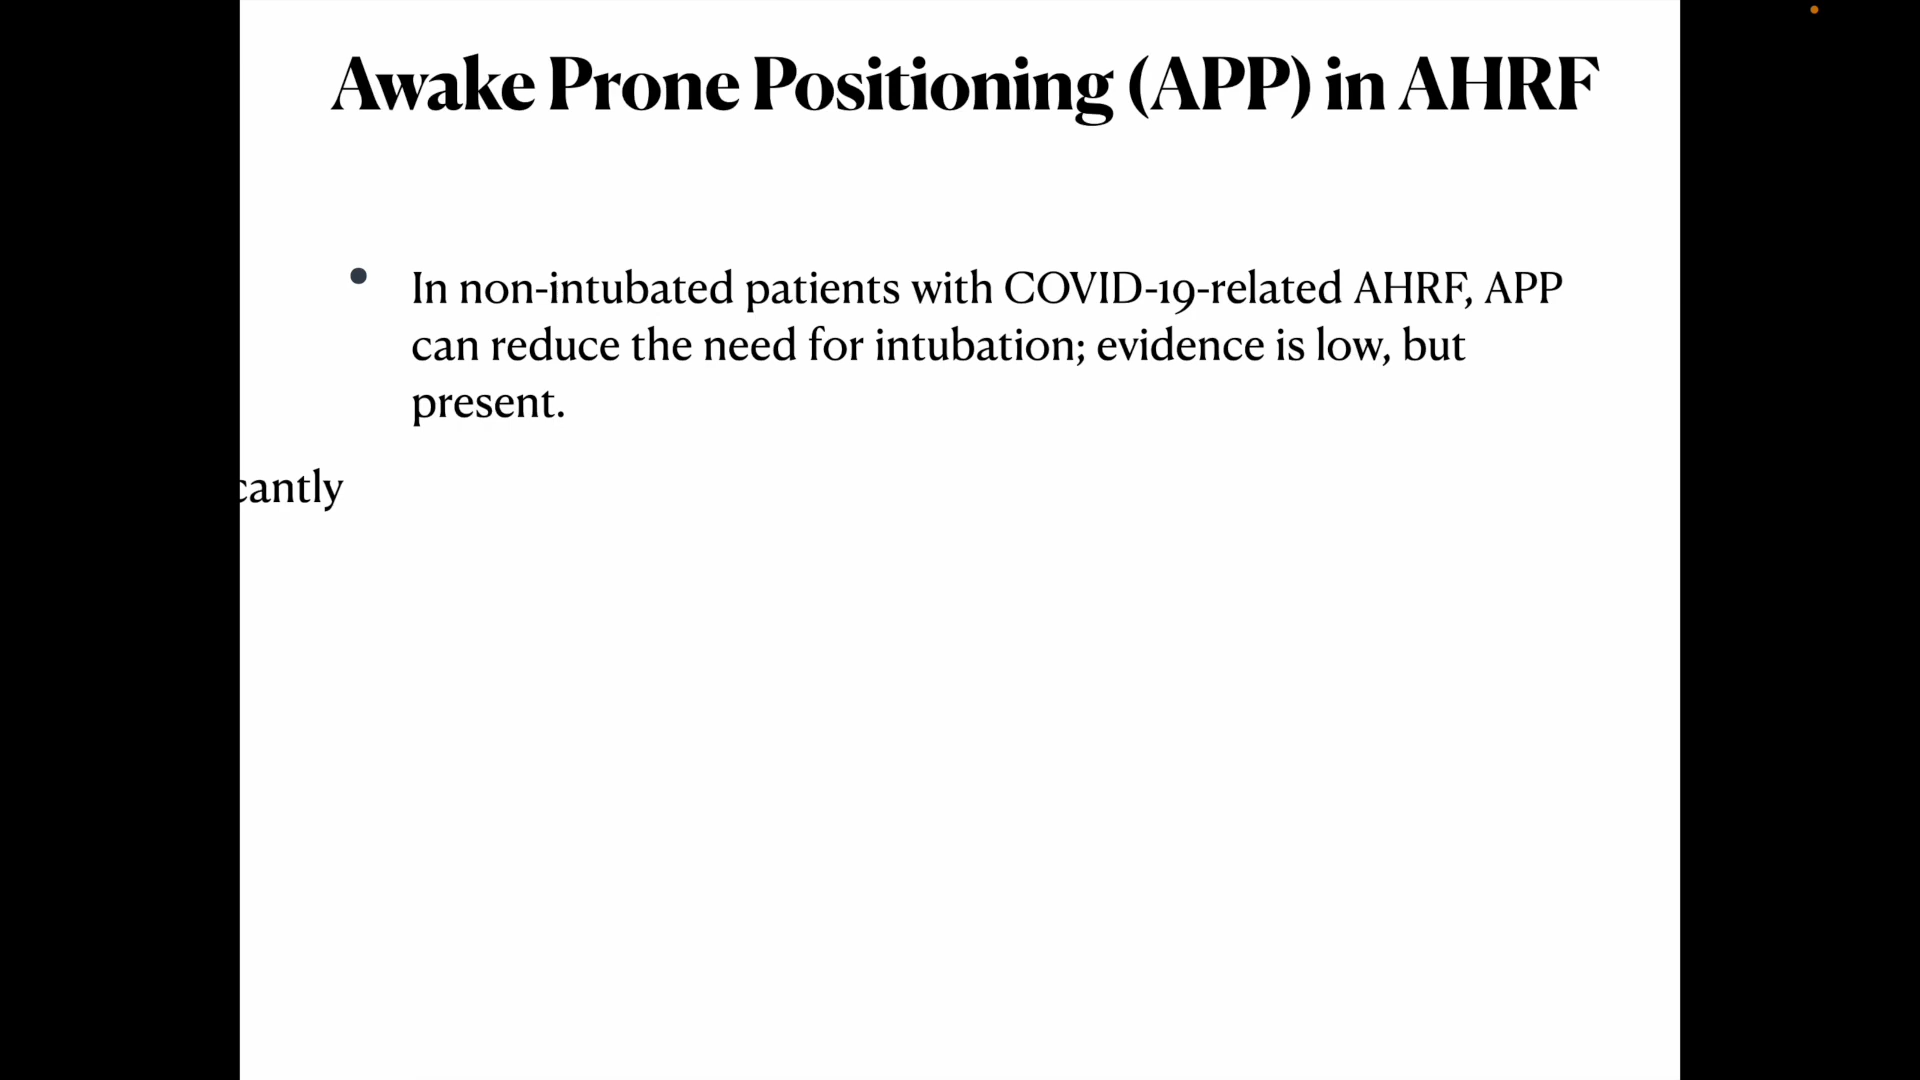 Awake Prone Positioning (APP) in AHRF
• In non-intubated patients with COVID-19-related AHRF, APP
can reduce the need for intubation; evidence is low, but
present.
cantly